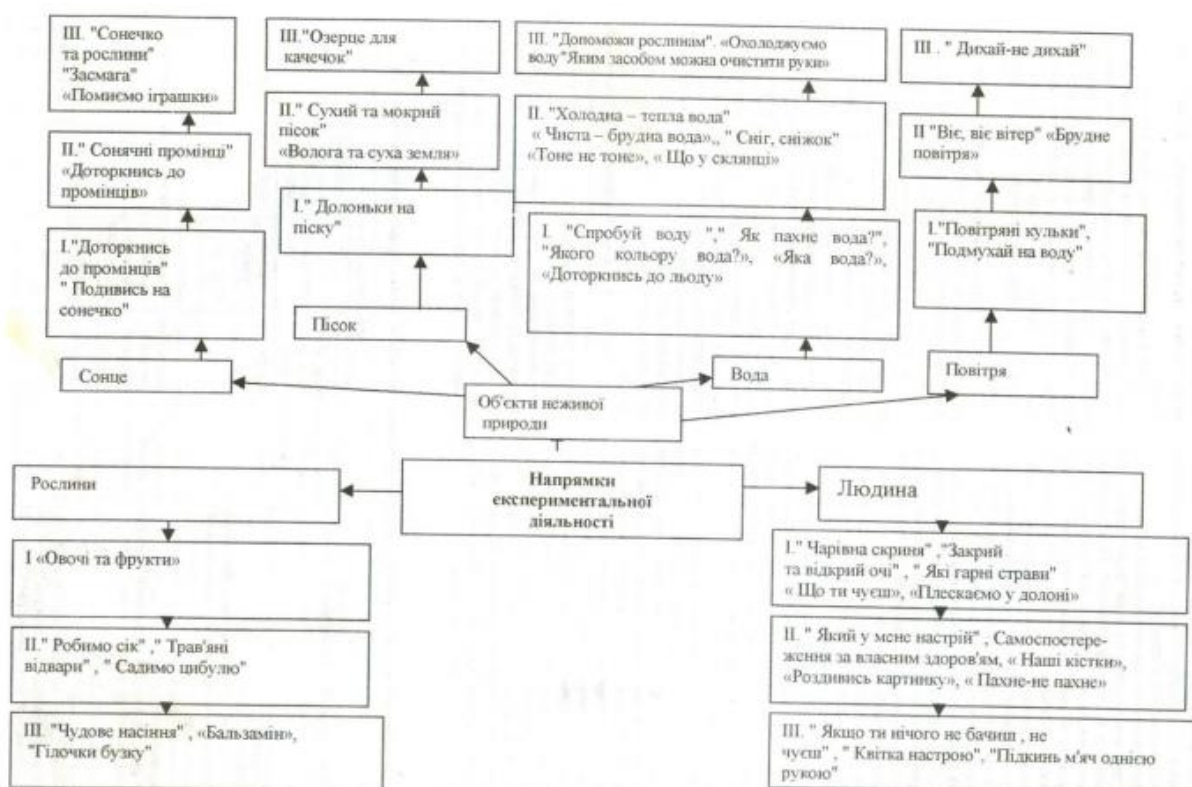 III. "Сонечко
та рослини"
"Засмага"
«Помиємо іграшки»
II." Сонячні промінці"
«Доторкнись до
промінців»
I."Доторкнись
до промінців"
" Подивись на
сонечко"
Сонце
III."Озерце для
качечок"
II." Сухий та мокрий
пісок"
«Волога та суха земля»
I." Долоньки на
піску"
Пісок
III. "Допоможи рослинам". «Охолоджуємо
воду"Яким засобом можна очистити руки»
II. "Холодна – тепла вода"
« Чиста – брудна вода»,, " Сніг, сніжок"
«Тоне не тоне», « Що у склянці»
I. "Спробуй воду "," Як пахне вода?",
"Якого кольору вода?», «Яка вода?»,
«Доторкнись до льоду»
Вода
III . " Дихай-не дихай"
II "Віє, віє вітер" «Брудне
повітря»
I."Повітряні кульки",
"Подмухай на воду"
Повітря
Об'єкти неживої
природи
Напрямки
експериментальної
діяльності
Рослини
I «Овочі та фрукти»
II." Робимо сік" ," Трав'яні
відвари" , " Садимо цибулю"
III. "Чудове насіння" , «Бальзамін»,
"Гілочки бузку"
Людина
I." Чарівна скриня" ,"Закрий
та відкрий очі" , " Які гарні страви"
« Що ти чуєш», «Плескаємо у долоні»
II. " Який у мене настрій" , Самоспостере-
ження за власним здоров'ям, « Наші кістки»,
«Роздивись картинку», « Пахне-не пахне»
III. " Якщо ти нічого не бачиш , не
чуєш" , " Квітка настрою", "Підкинь м'яч однією
рукою"